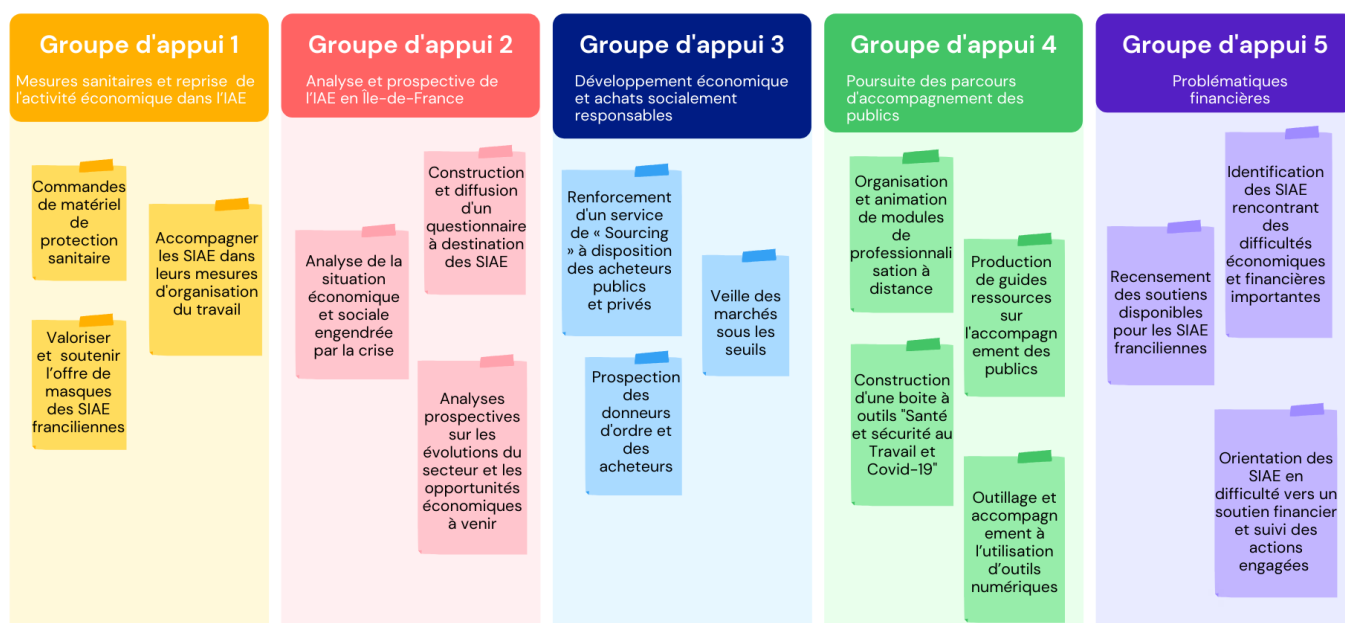 Groupe d'appui 1
Mesures sanitaires et reprise de
l'activité économique dans l'IAE
Commandes
de matériel
de
protection
sanitaire
Accompagner
les SIAE dans
leurs mesures
d'organisation
du travail
Valoriser
et soutenir
l'offre de
masques
des SIAE
franciliennes
Groupe d'appui 2
Analyse et prospective de
l'IAE en Île-de-France
Construction
et diffusion
d'un
questionnaire
à destination
des SIAE
Analyse de la
situation
économique
et sociale
engendrée
par la crise
Analyses
prospectives
sur les
évolutions du
secteur et les
opportunités
économiques
à venir
Groupe d'appui 3
Développement économique
et achats socialement
responsables
Renforcement
d'un service
de « Sourcing
» à disposition
des acheteurs
publics
et privés
Veille des
marchés
sous les
seuils
Prospection
des
donneurs
d'ordre et
des
acheteurs
Groupe d'appui 4
Poursuite des parcours
d'accompagnement des
publics
Organisation
et animation
de modules
de
professionnali
sation à
distance
Production
de guides
ressources
sur
l'accompagn
ement des
publics
Construction
d'une boite à
outils "Santé
et sécurité au
Travail et
Covid-19"
Outillage et
accompagn
ement à
l'utilisation
d'outils
numériques
Groupe d'appui 5
Problématiques
financières
Identification
des SIAE
rencontrant
des
difficultés
économiques
et financières
importantes
Recensement
des soutiens
disponibles
pour les SIAE
franciliennes
Orientation des
SIAE en
difficulté vers un
soutien financier
et suivi des
actions
engagées